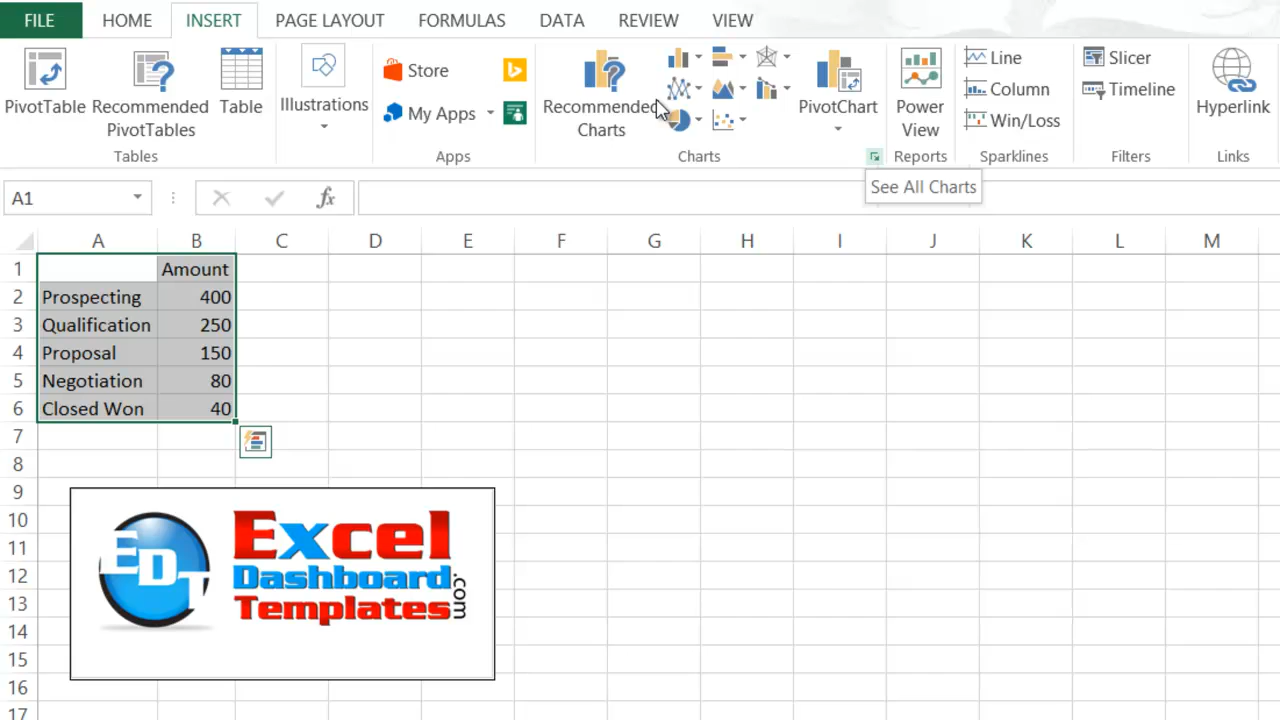 FILE HOME INSERT PAGE LAYOUT FORMULAS DATA REVIEW VIEW
PivotTable
Recommended
PivotTables
Table
Tables
Illustrations
Store
My Apps
Apps
Recommended
Charts
PivotChart
Charts
Power
View
Reports
Line
Column
Win/Loss
Sparklines
Slicer
Timeline
Filters
Hyperlink
Links
See All Charts
A1
fx
A B C D E F G H I J K L M
1 Amount
2 Prospecting 400
3 Qualification 250
4 Proposal 150
5 Negotiation 80
6 Closed Won 40
7
8
9
10
11
12
13
14
15
16
17
EDT
Excel
Dashboard
Templates
.com